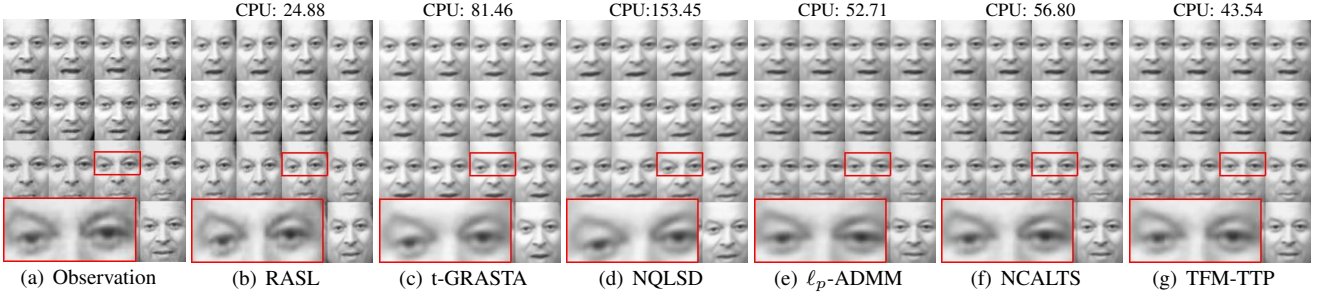 CPU: 24.88 CPU: 81.46 CPU:153.45 CPU: 52.71 CPU: 56.80 CPU: 43.54
(a) Observation (b) RASL (c) t-GRASTA (d) NQLSD (e) ℓp-ADMM (f) NCALTS (g) TFM-TTP